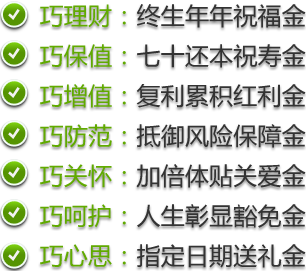 巧理财：终生年年祝福金
巧保值：七十还本祝寿金
巧增值：复利累积红利金
巧防范：抵御风险保障金
巧关怀：加倍体贴关爱金
巧呵护：人生彰显豁免金
巧心思：指定日期送礼金